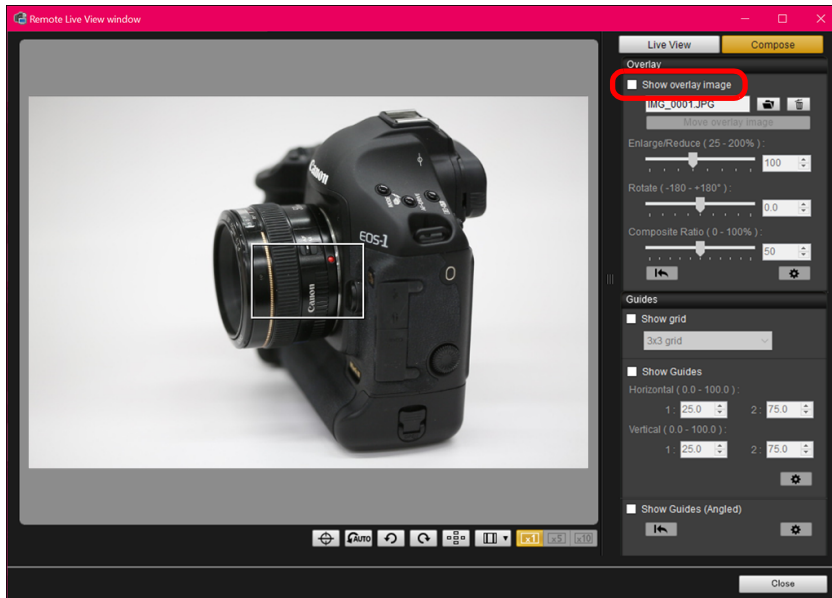 Remote Live View window
Live View Compose
Overlay
Show overlay image
IMG_0001.JPG
Move overlay image
Enlarge/Reduce ( 25 - 200% ) :
100
Rotate ( -180 - +180° ) :
0.0
Composite Ratio ( 0 - 100% ) :
50
Guides
Show grid
3x3 grid
Show Guides
Horizontal ( 0.0 - 100.0 ) :
1 : 25.0 2 : 75.0
Vertical ( 0.0 - 100.0 ) :
1 : 25.0 2 : 75.0
Show Guides (Angled)
Canon
EOS-1
Canon
AUTO x1 x5 x10
Close